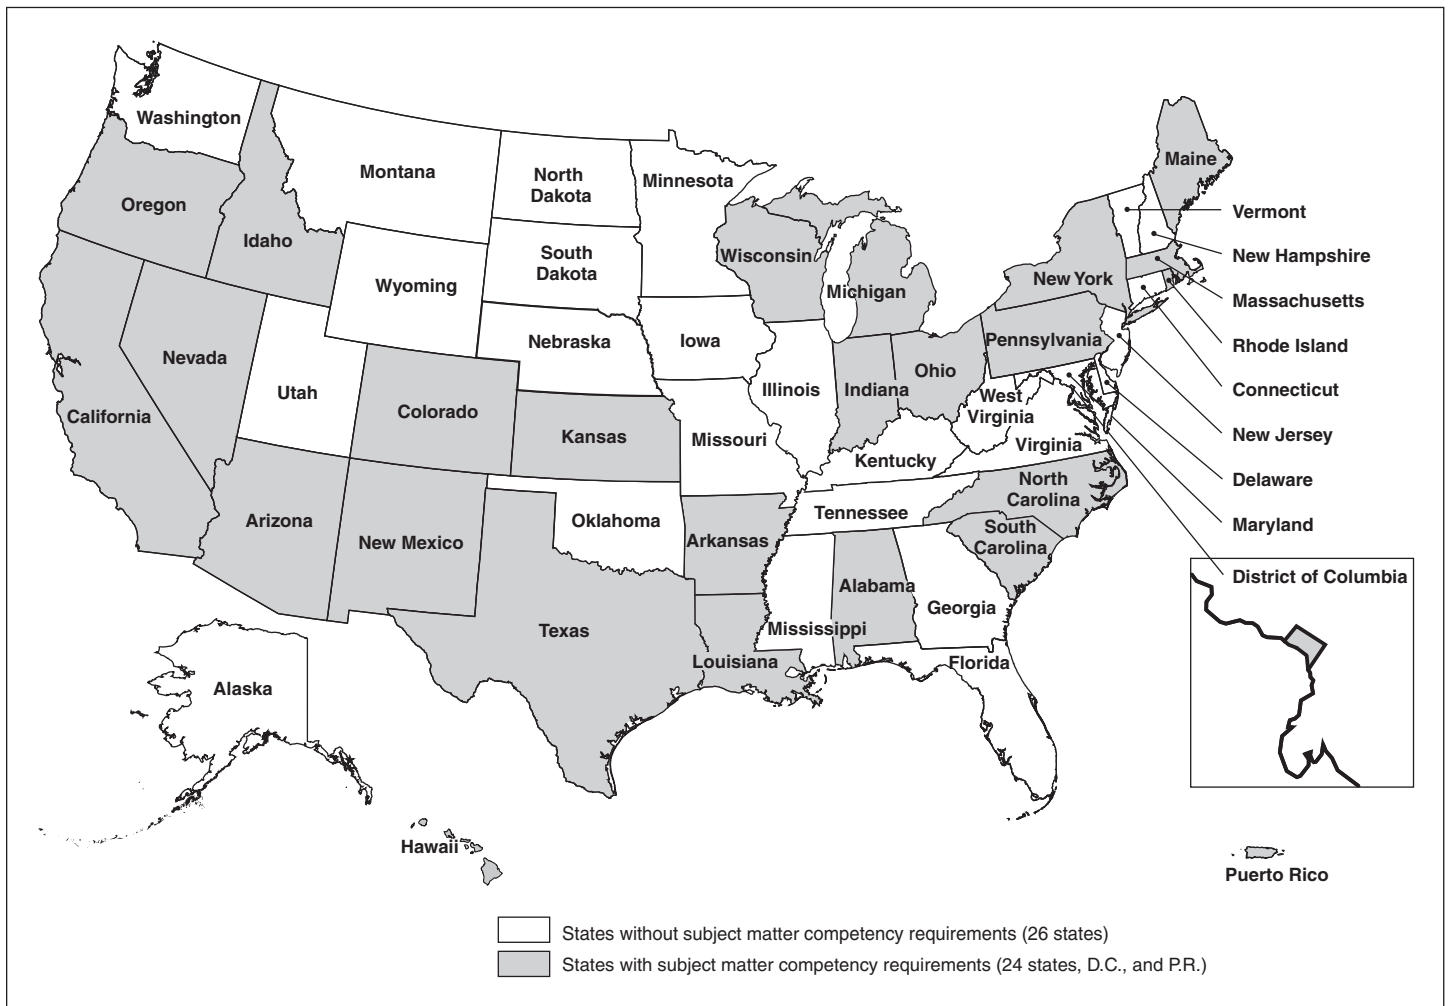 Washington
Montana
North
Dakota
Minnesota
Maine
Oregon
Idaho
Vermont
South
Dakota
Wisconsin
New Hampshire
Wyoming
Michigan
New York
Massachusetts
Nebraska
Iowa
Pennsylvania
Rhode Island
Nevada
Utah
Illinois
Indiana
Ohio
Connecticut
California
Colorado
Kansas
Missouri
West
Virginia
Virginia
New Jersey
Kentucky
Delaware
North
Carolina
Arizona
New Mexico
Oklahoma
Arkansas
Tennessee
South
Carolina
Maryland
Alabama
Georgia
District of Columbia
Texas
Mississippi
Louisiana
Florida
Alaska
Hawaii
Puerto Rico
States without subject matter competency requirements (26 states)
States with subject matter competency requirements (24 states, D.C., and P.R.)